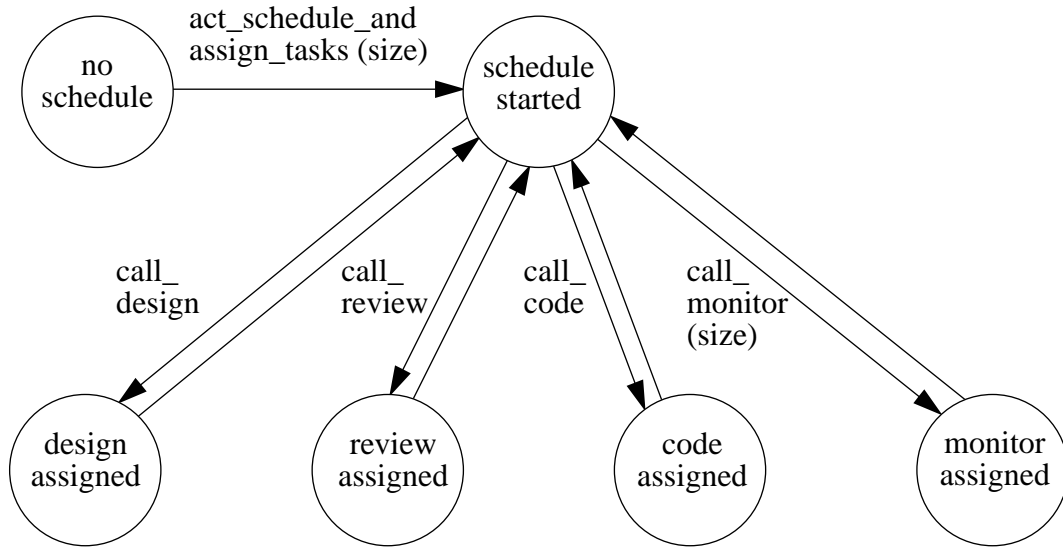 act_schedule_and
assign_tasks (size)
no
schedule
schedule
started
call_
design
call_
review
call_
code
call_
monitor
(size)
design
assigned
review
assigned
code
assigned
monitor
assigned